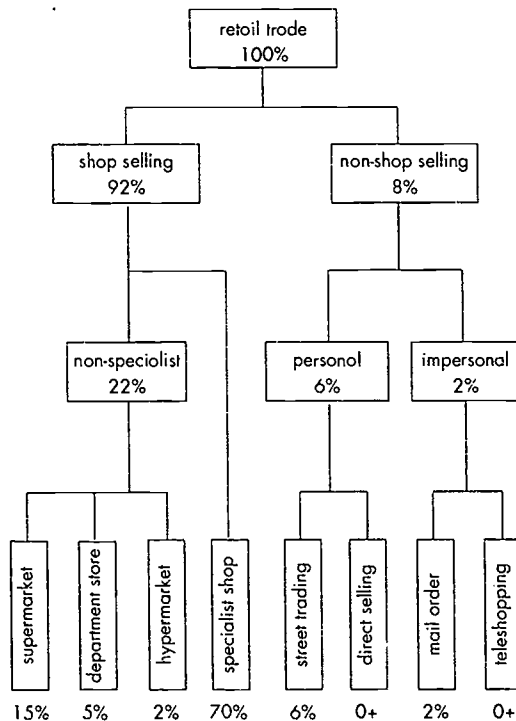 retoil trode
100%
shop selling
92%
non-shop selling
8%
non-speciolist
22%
personol
6%
impersonal
2%
supermarket
department store
hypermarket
specialist shop
street trading
direct selling
mail order
teleshopping
15%
5%
2%
70%
6%
0+
2%
0+